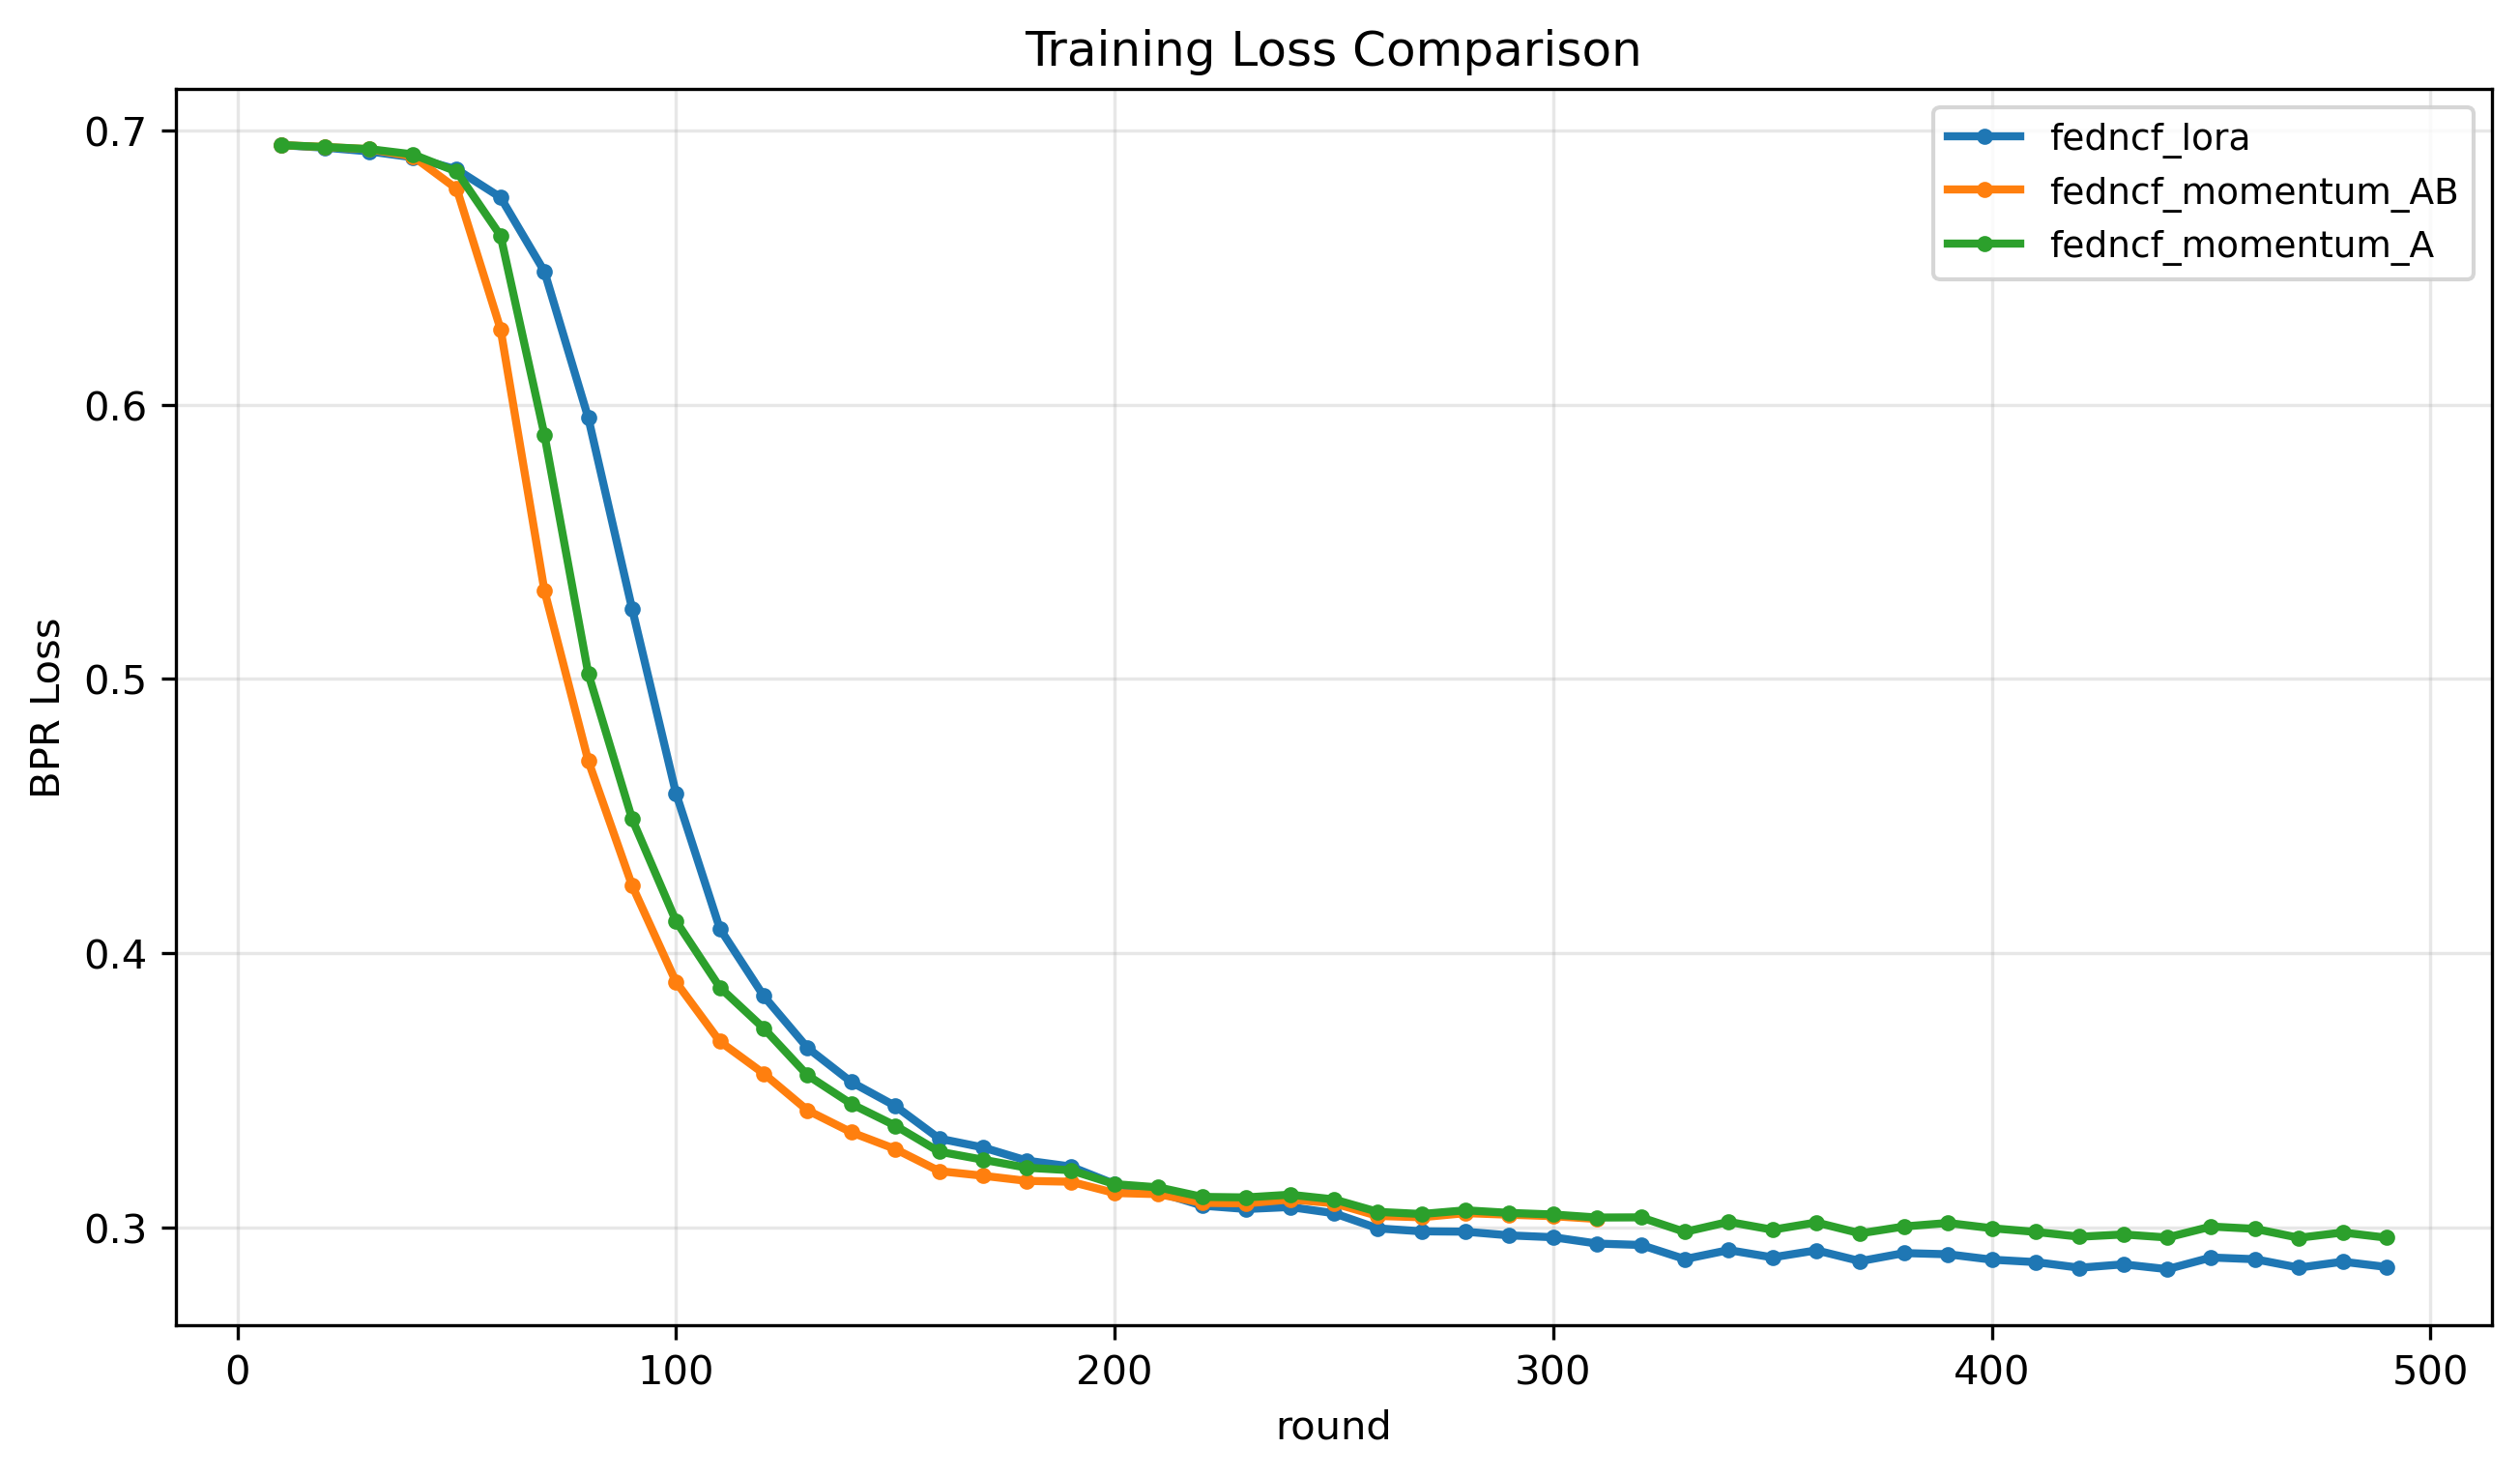 Training Loss Comparison
fedncf_lora
fedncf_momentum_AB
fedncf_momentum_A
BPR Loss
0.7
0.6
0.5
0.4
0.3
0 100 200 300 400 500
round